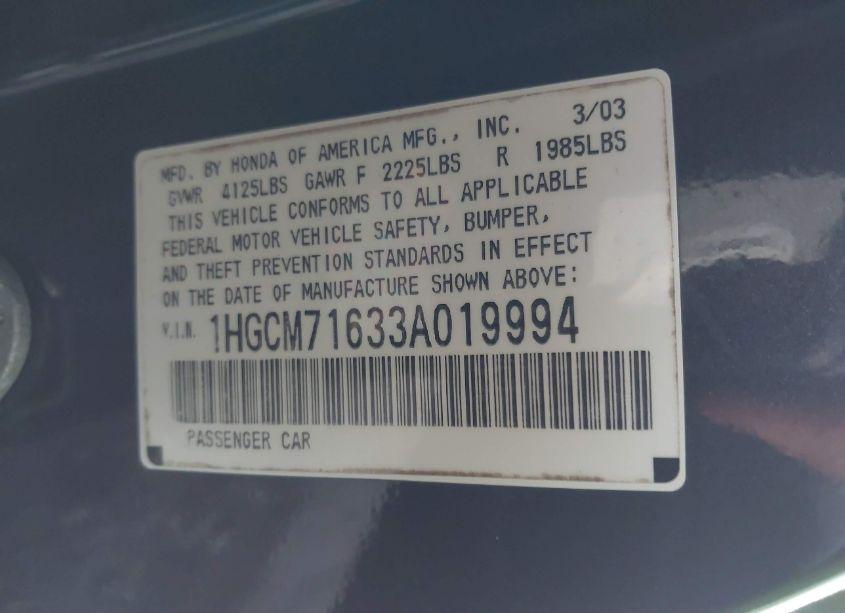 MFD. BY HONDA OF AMERICA MFG., INC. 3/03
GVWR 4125LBS GAWR F 2225LBS R 1985LBS
THIS VEHICLE CONFORMS TO ALL APPLICABLE
FEDERAL MOTOR VEHICLE SAFETY, BUMPER,
AND THEFT PREVENTION STANDARDS IN EFFECT
ON THE DATE OF MANUFACTURE SHOWN ABOVE:
V.I.N. 1HGCM71633A019994
PASSENGER CAR